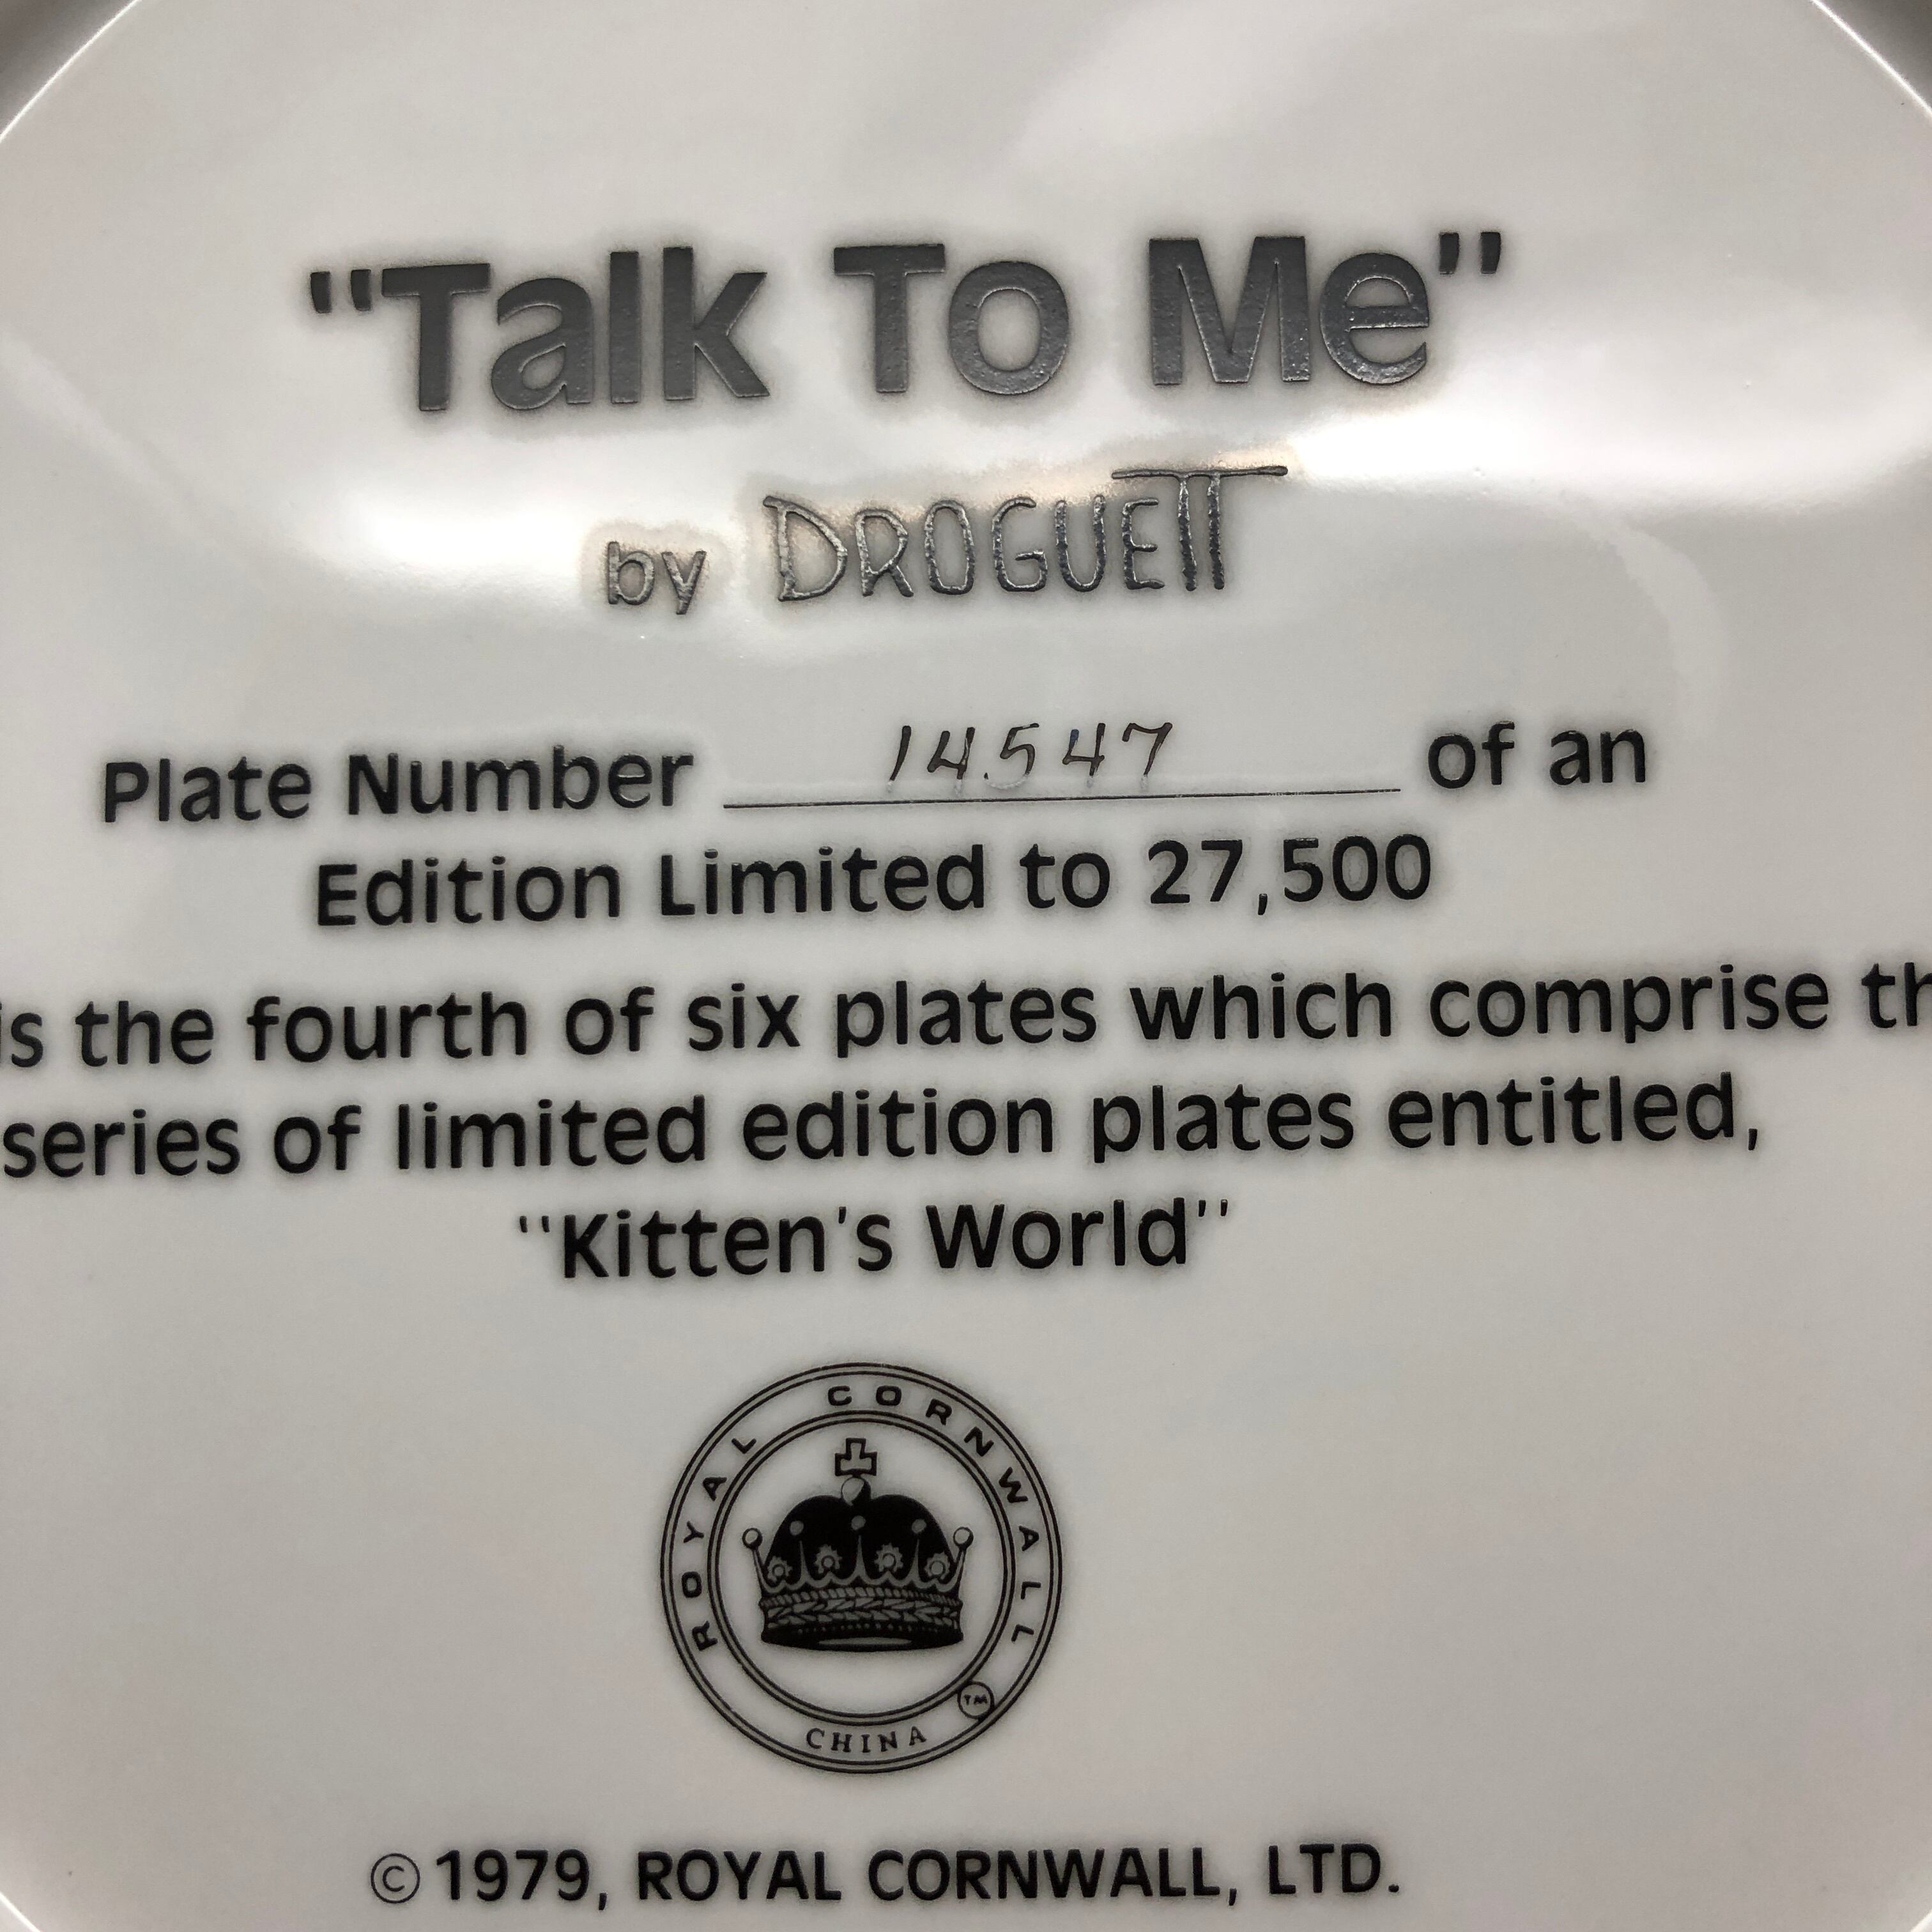 "Talk To Me"
by DROGUETT
Plate Number 14547 of an
Edition Limited to 27,500
is the fourth of six plates which comprise th
series of limited edition plates entitled,
"Kitten's World"
ROYAL CORNWALL
TM
CHINA
©1979, ROYAL CORNWALL, LTD.